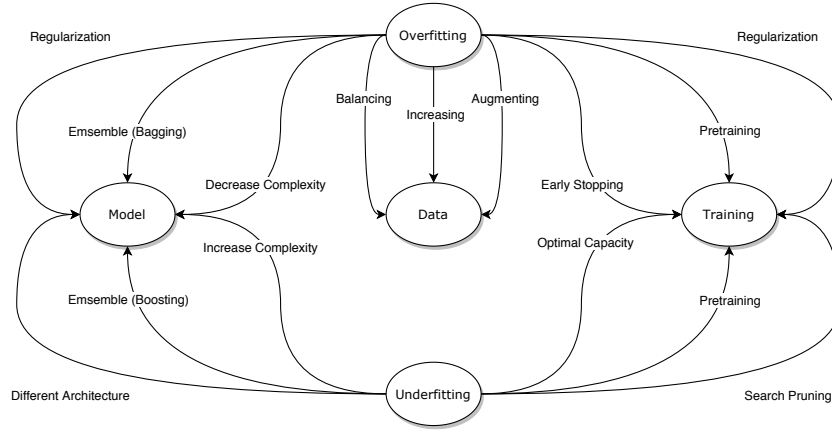 Overfitting
Regularization
Regularization
Balancing
Augmenting
Increasing
Emsemble (Bagging)
Pretraining
Decrease Complexity
Early Stopping
Model
Data
Training
Increase Complexity
Optimal Capacity
Emsemble (Boosting)
Pretraining
Different Architecture
Underfitting
Search Pruning